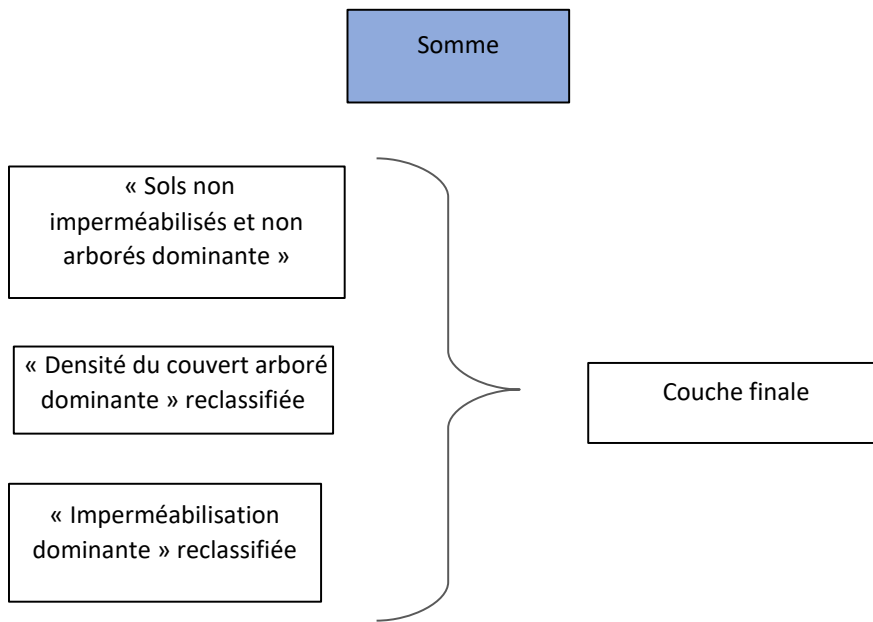 Somme
« Sols non
imperméabilisés et non
arborés dominante »
« Densité du couvert arboré
dominante » reclassifiée
« Imperméabilisation
dominante » reclassifiée
Couche finale